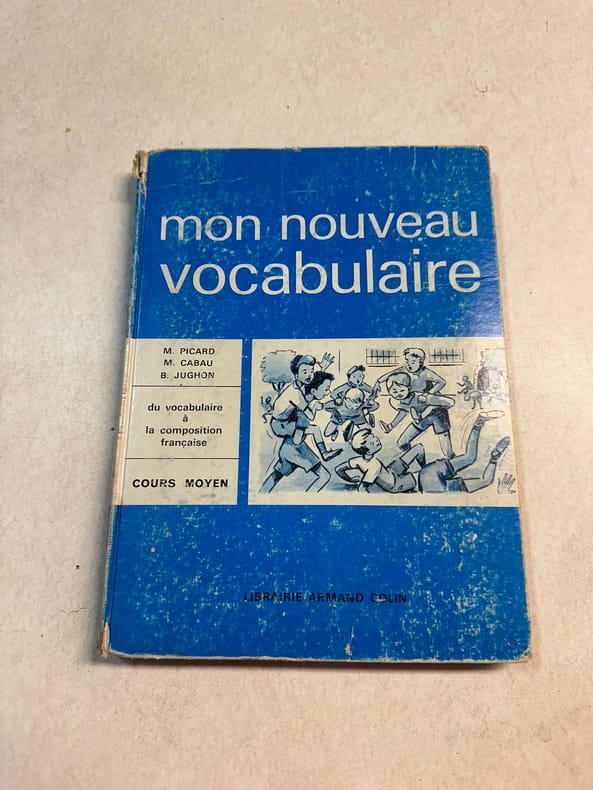 mon nouveau
vocabulaire
M. PICARD
M. CABAU
B. JUGHON
du vocabulaire
à
la composition
française
COURS MOYEN
LIBRAIRIE ARMAND COLIN